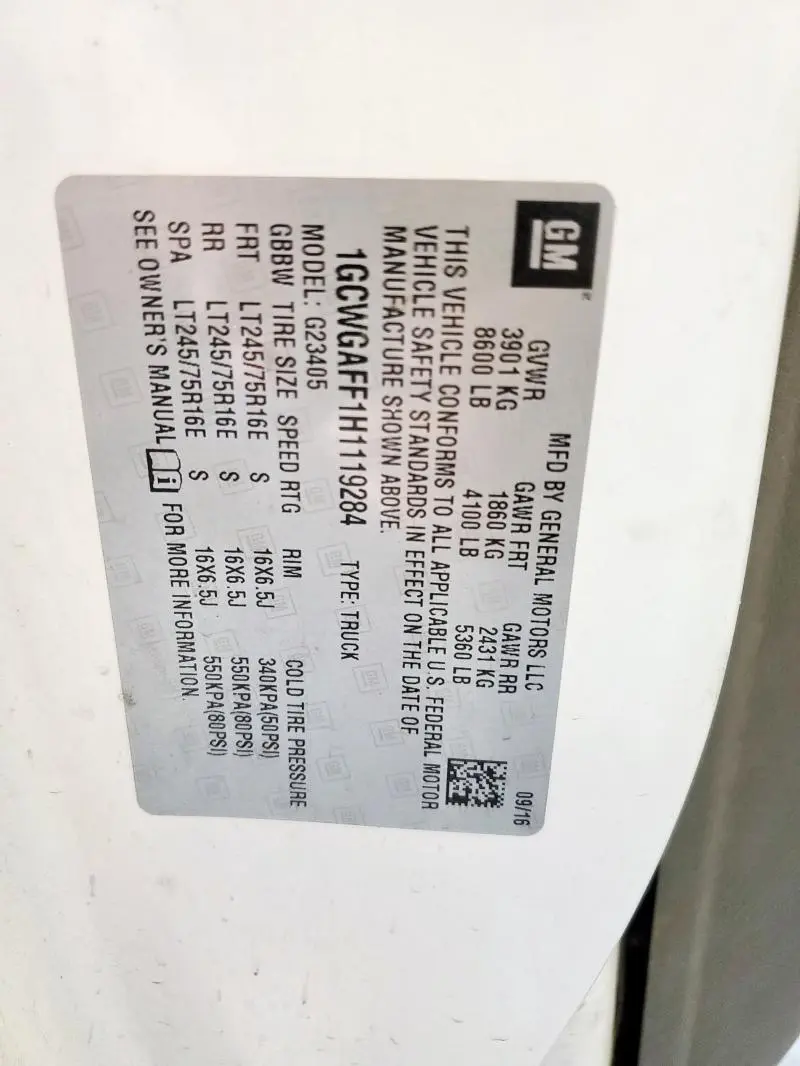 GM
MFD BY GENERAL MOTORS LLC 09/16
GVWR GAWR FRT GAWR RR
3901 KG 1860 KG 2431 KG
8600 LB 4100 LB 5360 LB
THIS VEHICLE CONFORMS TO ALL APPLICABLE U.S. FEDERAL MOTOR
VEHICLE SAFETY STANDARDS IN EFFECT ON THE DATE OF
MANUFACTURE SHOWN ABOVE.
1GCWGAFF1H1119284 TYPE: TRUCK
MODEL: G23405
GBBW TIRE SIZE SPEED RTG RIM COLD TIRE PRESSURE
FRT LT245/75R16E S 16X6.5J 340KPA(50PSI)
RR LT245/75R16E S 16X6.5J 550KPA(80PSI)
SPA LT245/75R16E S 16X6.5J 550KPA(80PSI)
SEE OWNER'S MANUAL i FOR MORE INFORMATION.